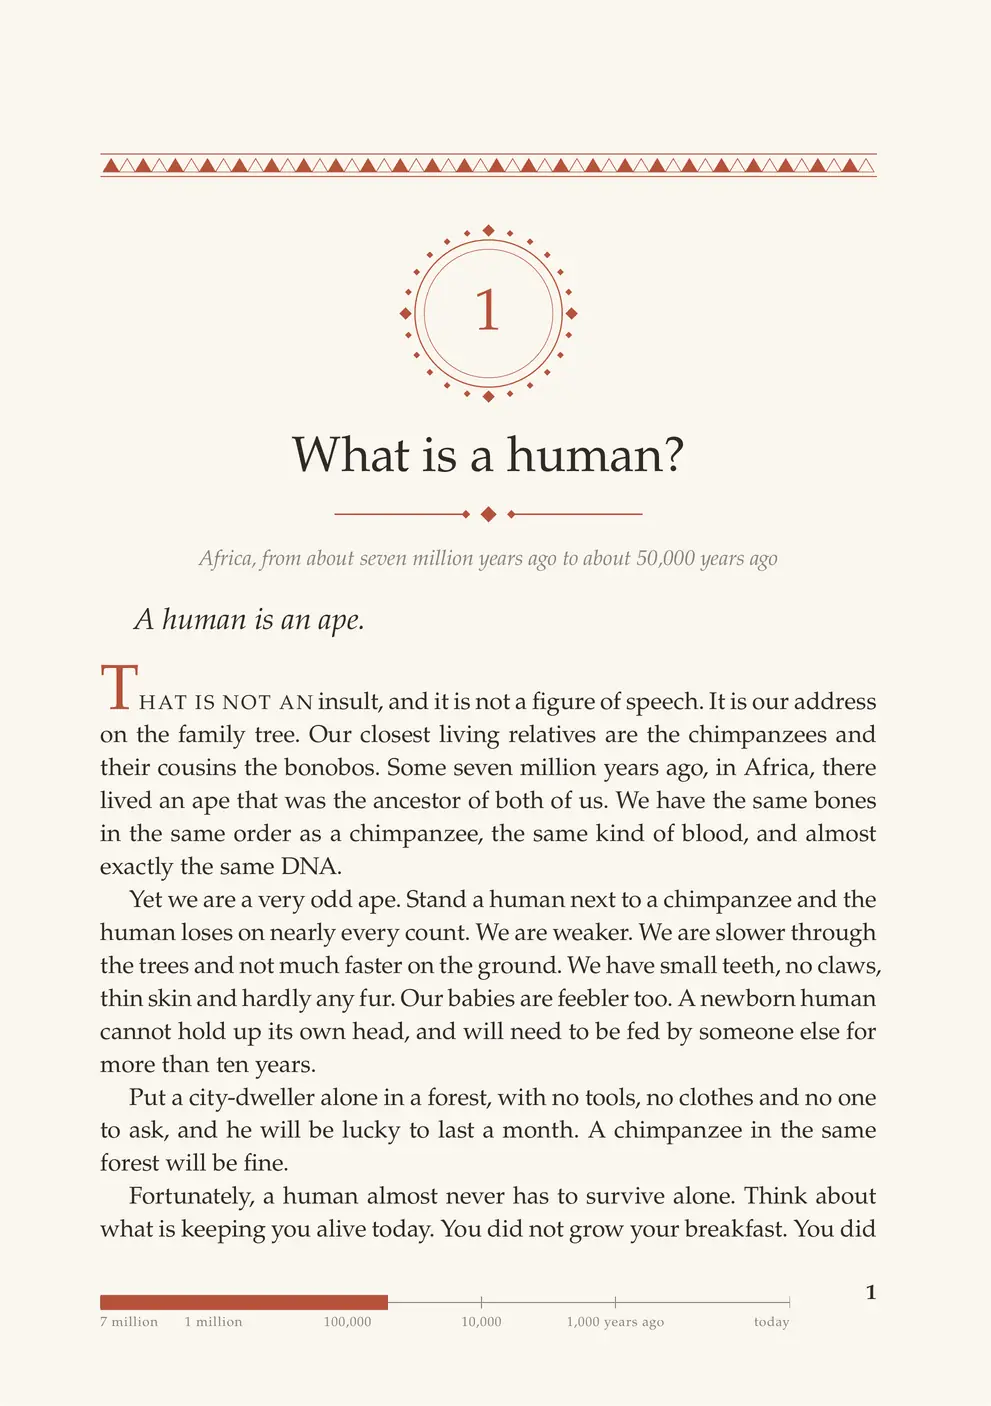 1
What is a human?
Africa, from about seven million years ago to about 50,000 years ago
A human is an ape.
THAT IS NOT AN insult, and it is not a figure of speech. It is our address
on the family tree. Our closest living relatives are the chimpanzees and
their cousins the bonobos. Some seven million years ago, in Africa, there
lived an ape that was the ancestor of both of us. We have the same bones
in the same order as a chimpanzee, the same kind of blood, and almost
exactly the same DNA.
Yet we are a very odd ape. Stand a human next to a chimpanzee and the
human loses on nearly every count. We are weaker. We are slower through
the trees and not much faster on the ground. We have small teeth, no claws,
thin skin and hardly any fur. Our babies are feebler too. A newborn human
cannot hold up its own head, and will need to be fed by someone else for
more than ten years.
Put a city-dweller alone in a forest, with no tools, no clothes and no one
to ask, and he will be lucky to last a month. A chimpanzee in the same
forest will be fine.
Fortunately, a human almost never has to survive alone. Think about
what is keeping you alive today. You did not grow your breakfast. You did
1
7 million 1 million 100,000 10,000 1,000 years ago today